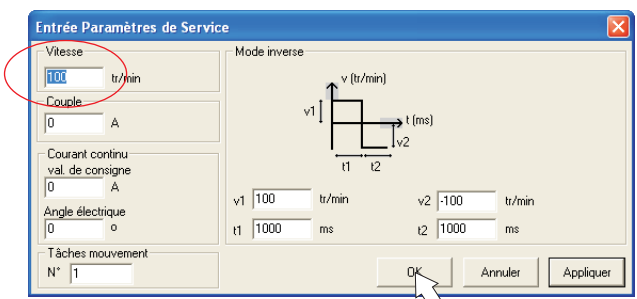 Entrée Paramètres de Service
Vitesse
100 tr/min
Couple
0 A
Courant continu
val. de consigne
0 A
Angle électrique
0 o
Tâches mouvement
N° 1
Mode inverse
v (tr/min)
v1
t (ms)
v2
t1 t2
v1 100 tr/min v2 -100 tr/min
t1 1000 ms t2 1000 ms
OK Annuler Appliquer